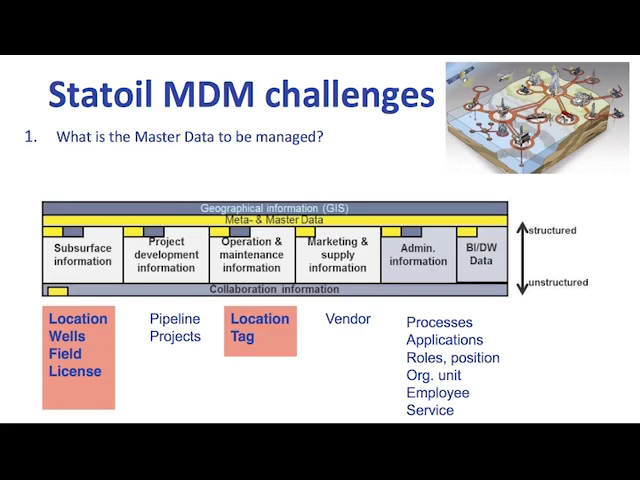 Statoil MDM challenges
1. What is the Master Data to be managed?
Geographical information (GIS)
Meta- & Master Data
Subsurface
information
Project
development
information
Operation &
maintenance
information
Marketing &
supply
information
Admin.
information
BI/DW
Data
Collaboration information
structured
unstructured
Location
Wells
Field
License
Pipeline
Projects
Location
Tag
Vendor
Processes
Applications
Roles, position
Org. unit
Employee
Service